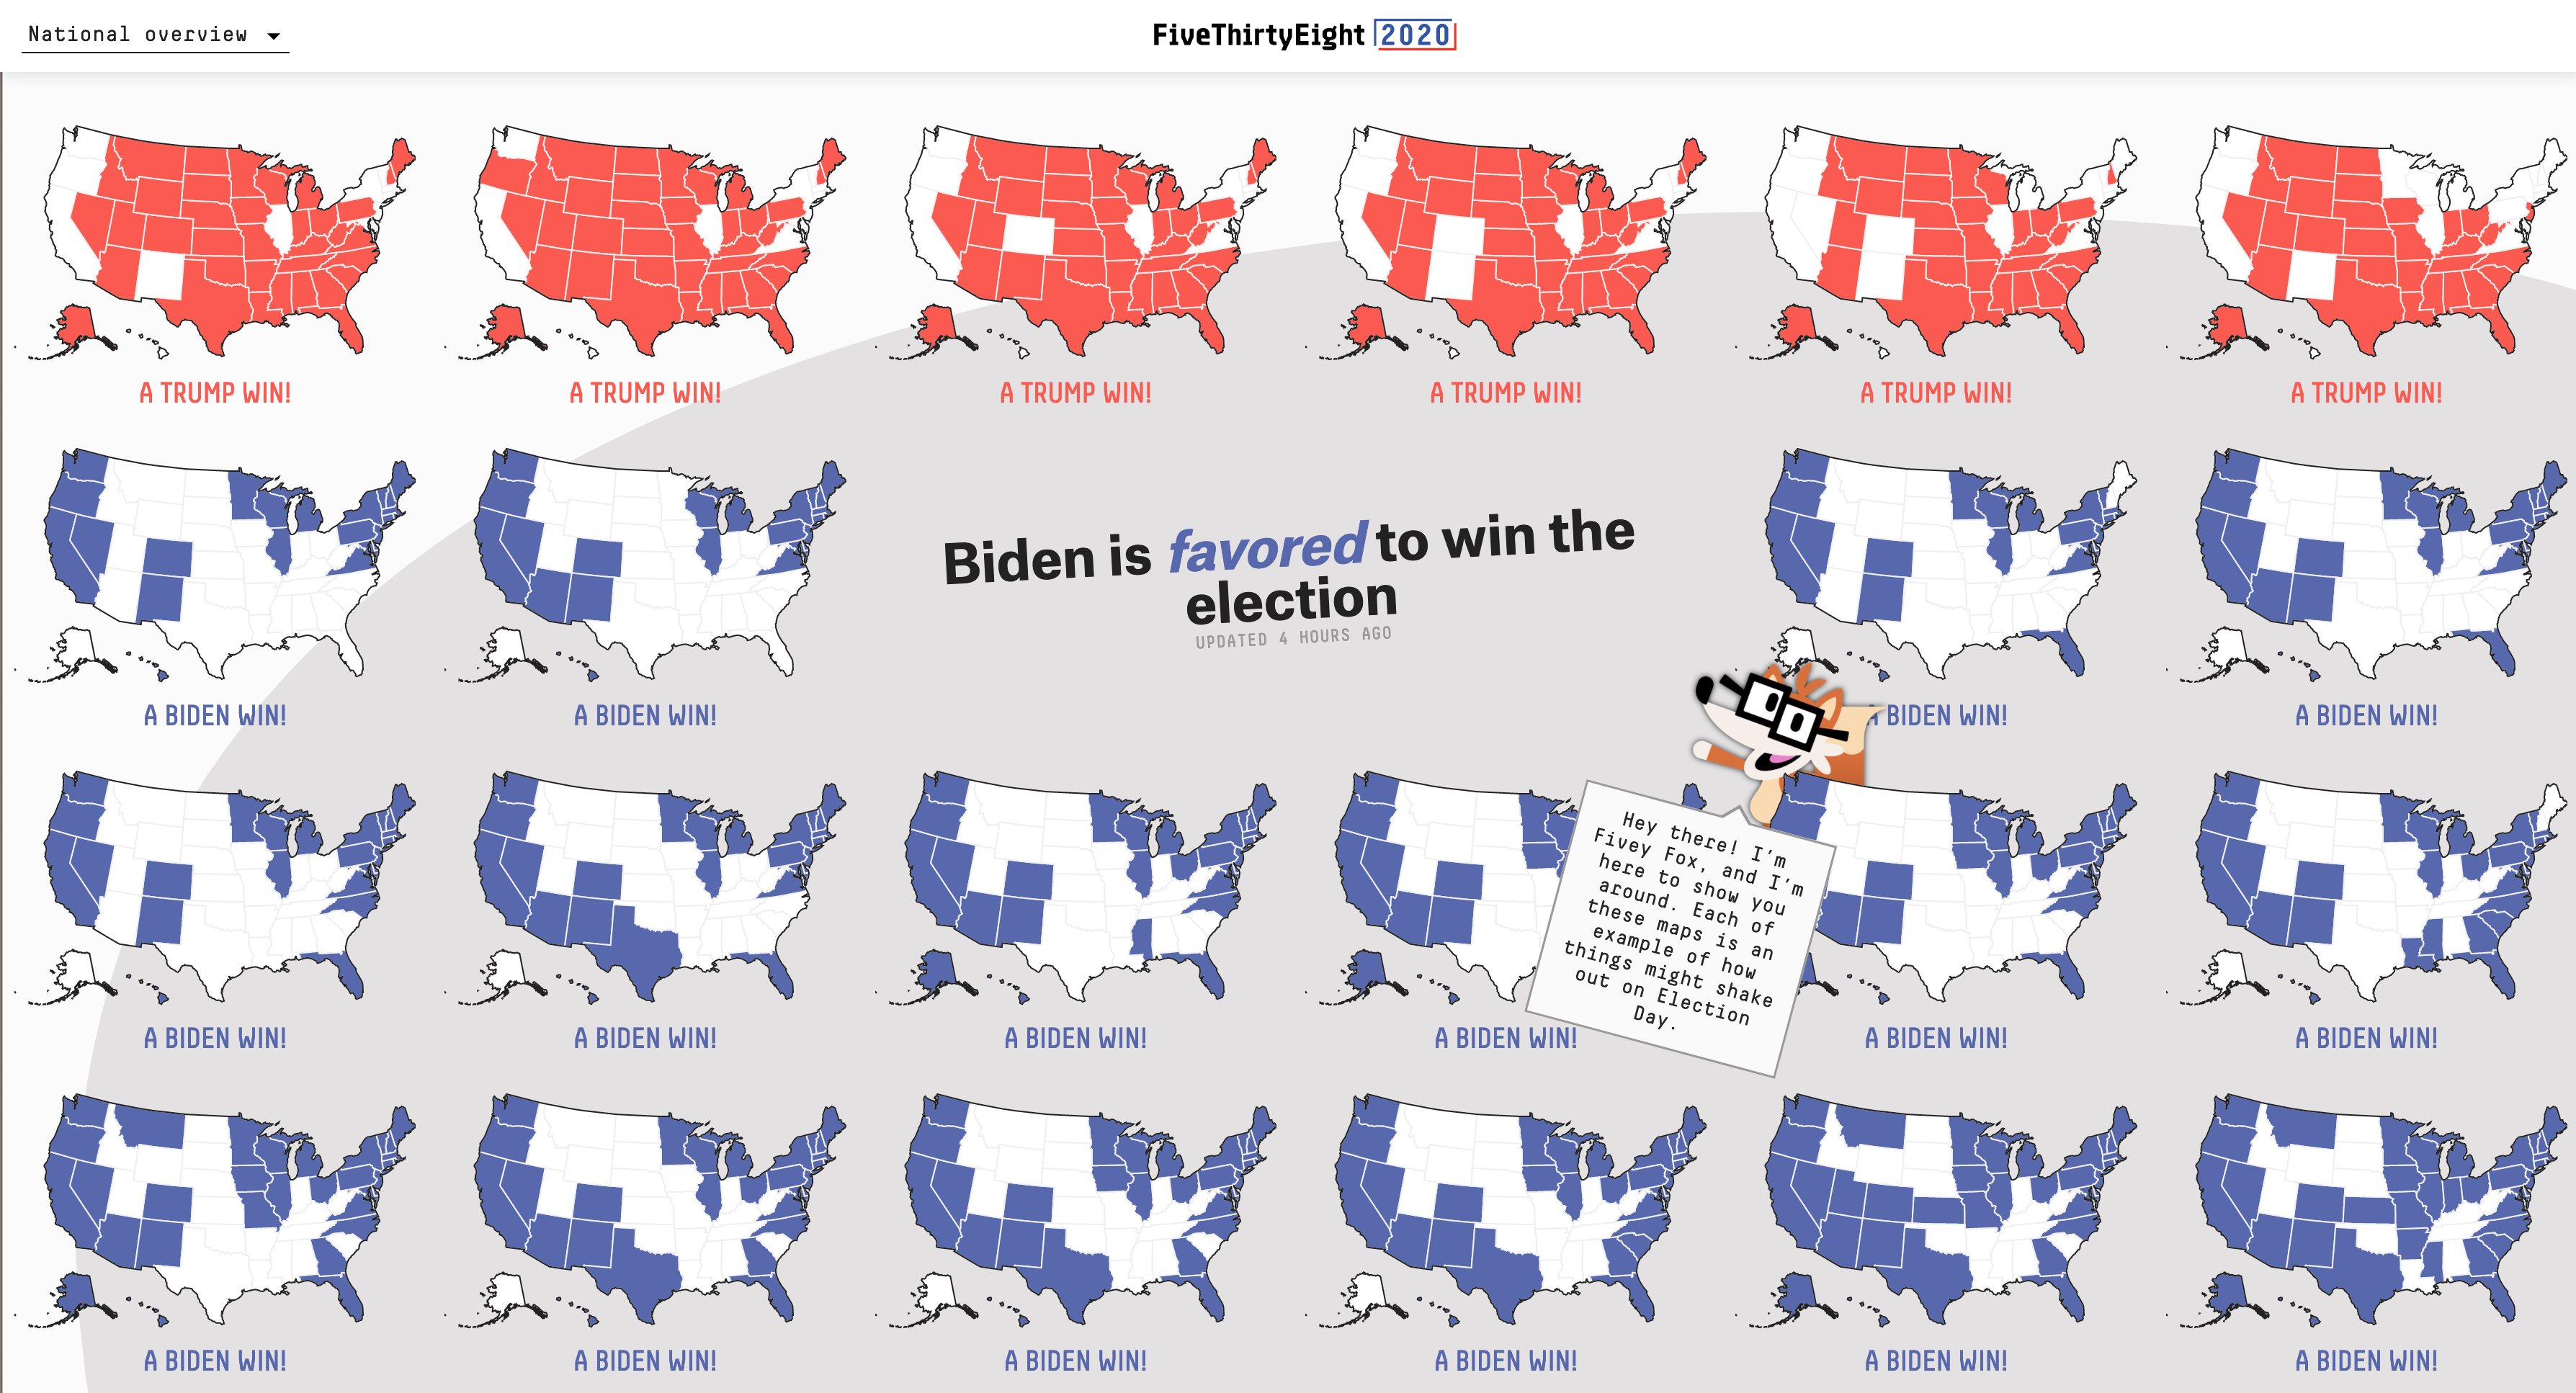 National overview
FiveThirtyEight 2020
A TRUMP WIN!
A TRUMP WIN!
A TRUMP WIN!
A TRUMP WIN!
A TRUMP WIN!
A TRUMP WIN!
Biden is favored to win the
election
UPDATED 4 HOURS AGO
A BIDEN WIN!
A BIDEN WIN!
A BIDEN WIN!
A BIDEN WIN!
Hey there! I'm
Fivey Fox, and I'm
here to show you
around. Each of
these maps is an
example of how
things might shake
out on Election
Day.
A BIDEN WIN!
A BIDEN WIN!
A BIDEN WIN!
A BIDEN WIN!
A BIDEN WIN!
A BIDEN WIN!
A BIDEN WIN!
A BIDEN WIN!
A BIDEN WIN!
A BIDEN WIN!
A BIDEN WIN!
A BIDEN WIN!